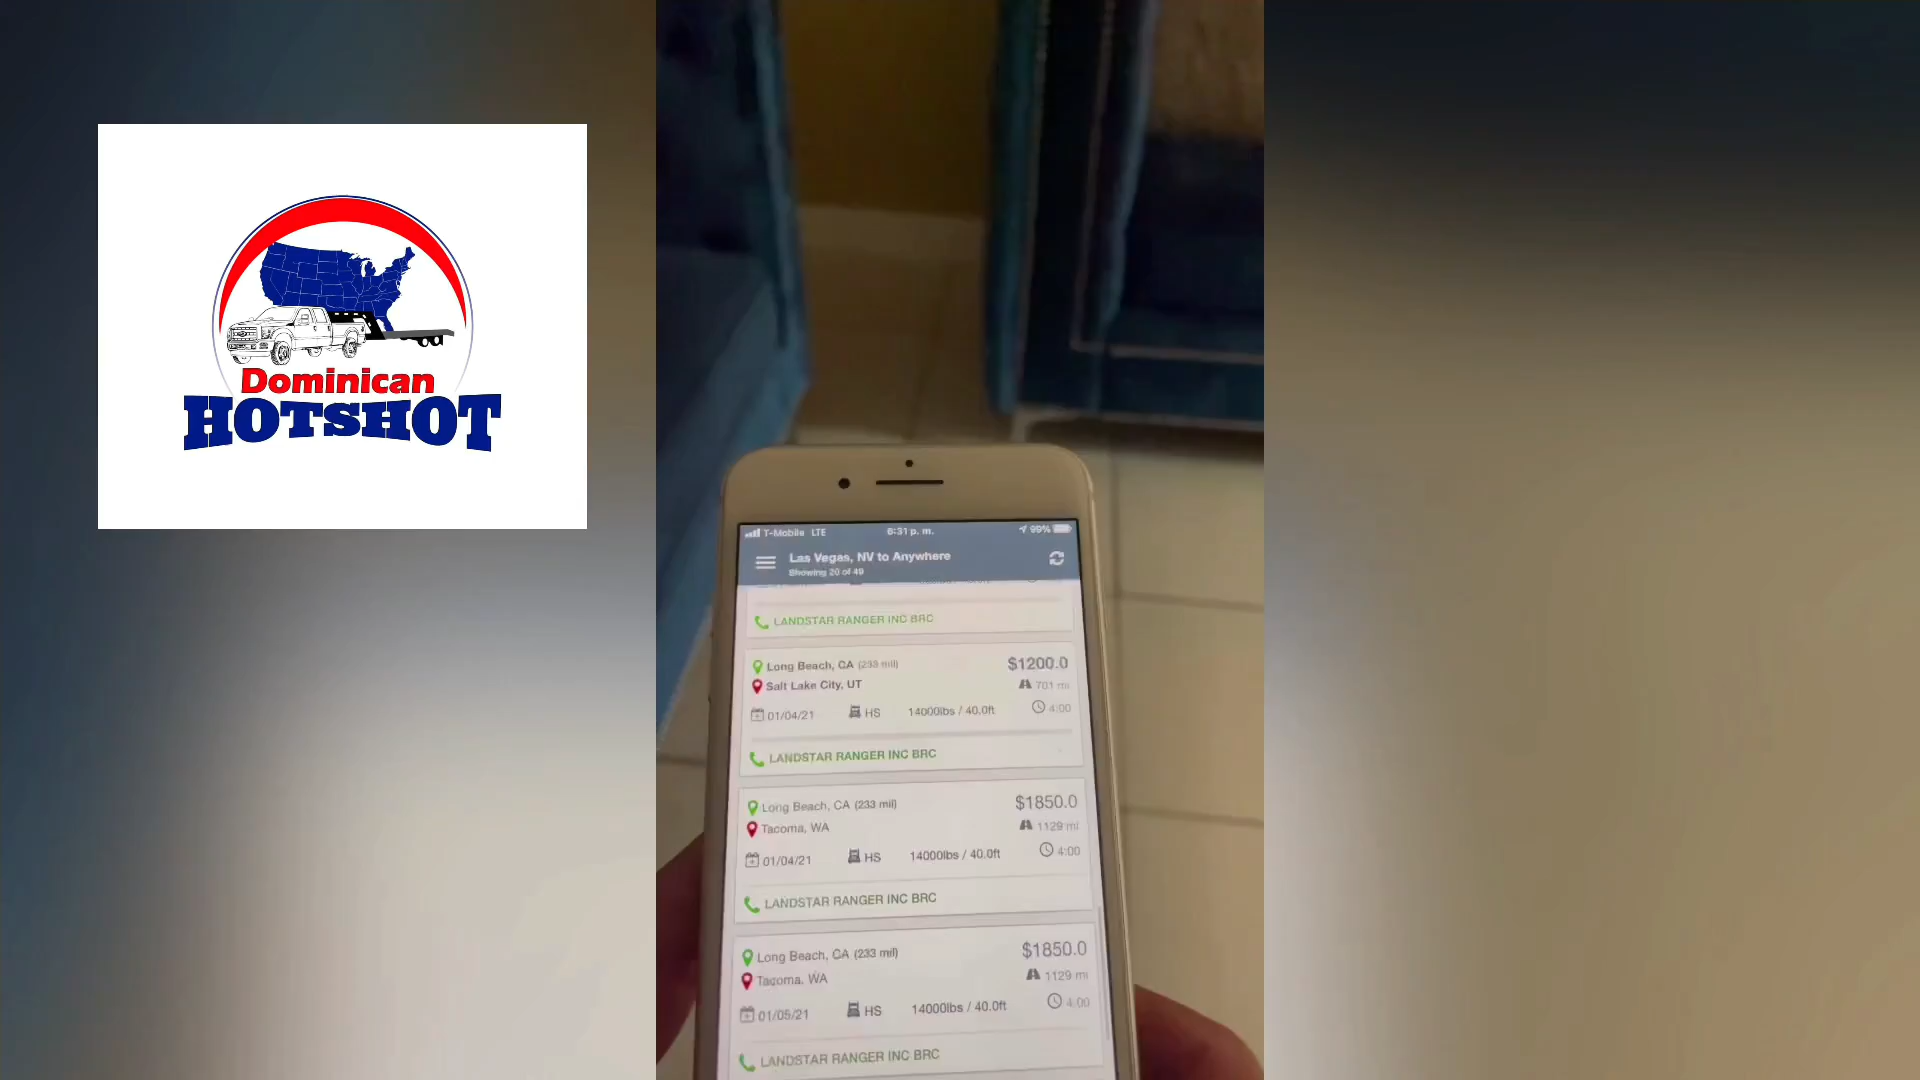 Dominican
HOTSHOT
T-Mobile LTE
6:31 p. m.
99%
Las Vegas, NV to Anywhere
Showing 20 of 49
LANDSTAR RANGER INC BRC
Long Beach, CA (233 mil)
$1200.0
Salt Lake City, UT
701 mi
01/04/21
HS
14000lbs / 40.0ft
4:00
LANDSTAR RANGER INC BRC
Long Beach, CA (233 mil)
$1850.0
Tacoma, WA
1129 mi
01/04/21
HS
14000lbs / 40.0ft
4:00
LANDSTAR RANGER INC BRC
Long Beach, CA (233 mil)
$1850.0
Tacoma, WA
1129 mi
01/05/21
HS
14000lbs / 40.0ft
4:00
LANDSTAR RANGER INC BRC